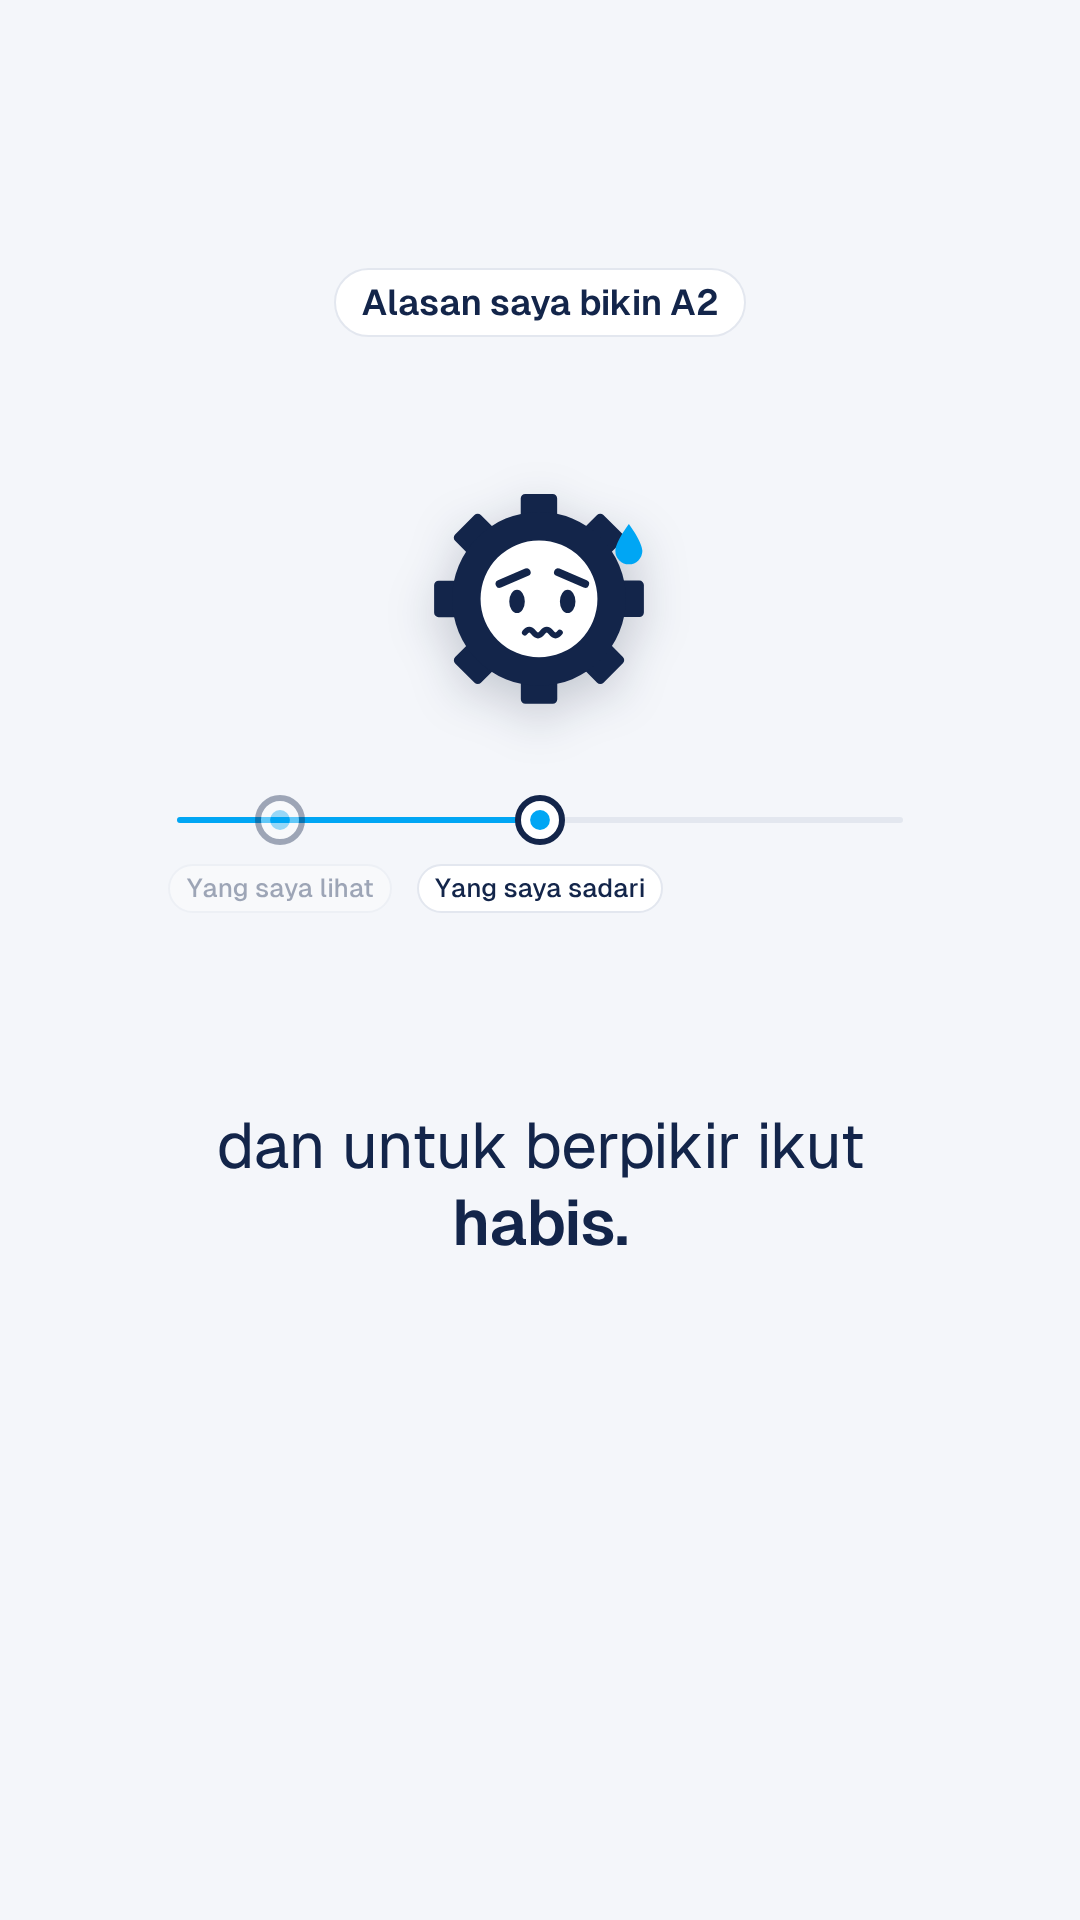 Alasan saya bikin A2
Yang saya lihat
Yang saya sadari
dan untuk berpikir ikut
habis.